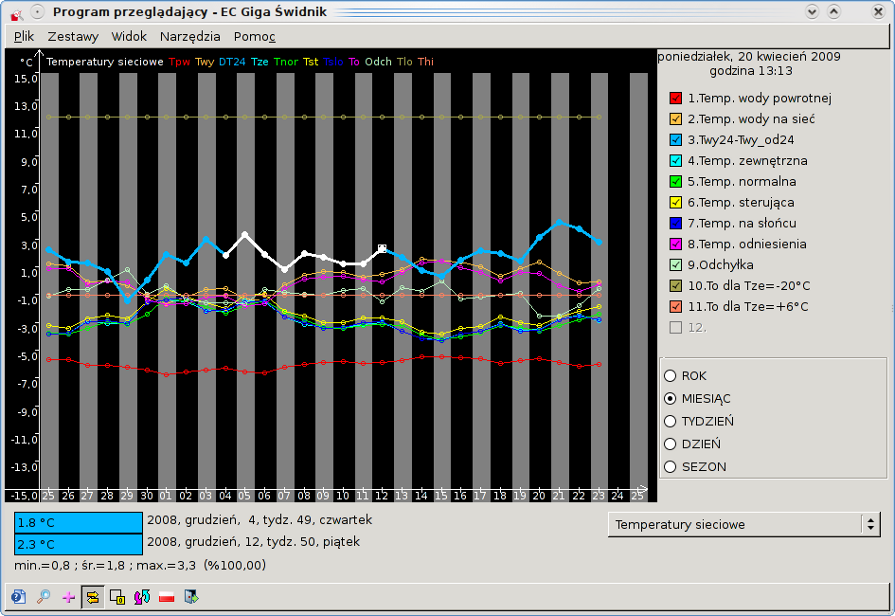 Program przeglądający - EC Giga Świdnik
Plik Zestawy Widok Narzędzia Pomoc
°C Temperatury sieciowe Tpw Twy DT24 Tze Tnor Tst Tslo To Odch Tlo Thi
15,0
13,0
11,0
9,0
7,0
5,0
3,0
1,0
-1,0
-3,0
-5,0
-7,0
-9,0
-11,0
-13,0
-15,0
25 26 27 28 29 30 01 02 03 04 05 06 07 08 09 10 11 12 13 14 15 16 17 18 19 20 21 22 23 24 25
poniedziałek, 20 kwiecień 2009
godzina 13:13
1.Temp. wody powrotnej
2.Temp. wody na sieć
3.Twy24-Twy_od24
4.Temp. zewnętrzna
5.Temp. normalna
6.Temp. sterująca
7.Temp. na słońcu
8.Temp. odniesienia
9.Odchyłka
10.To dla Tze=-20°C
11.To dla Tze=+6°C
12.
ROK
MIESIĄC
TYDZIEŃ
DZIEŃ
SEZON
1.8 °C 2008, grudzień, 4, tydz. 49, czwartek
2.3 °C 2008, grudzień, 12, tydz. 50, piątek
min.=0,8 ; śr.=1,8 ; max.=3,3 (%100,00)
Temperatury sieciowe